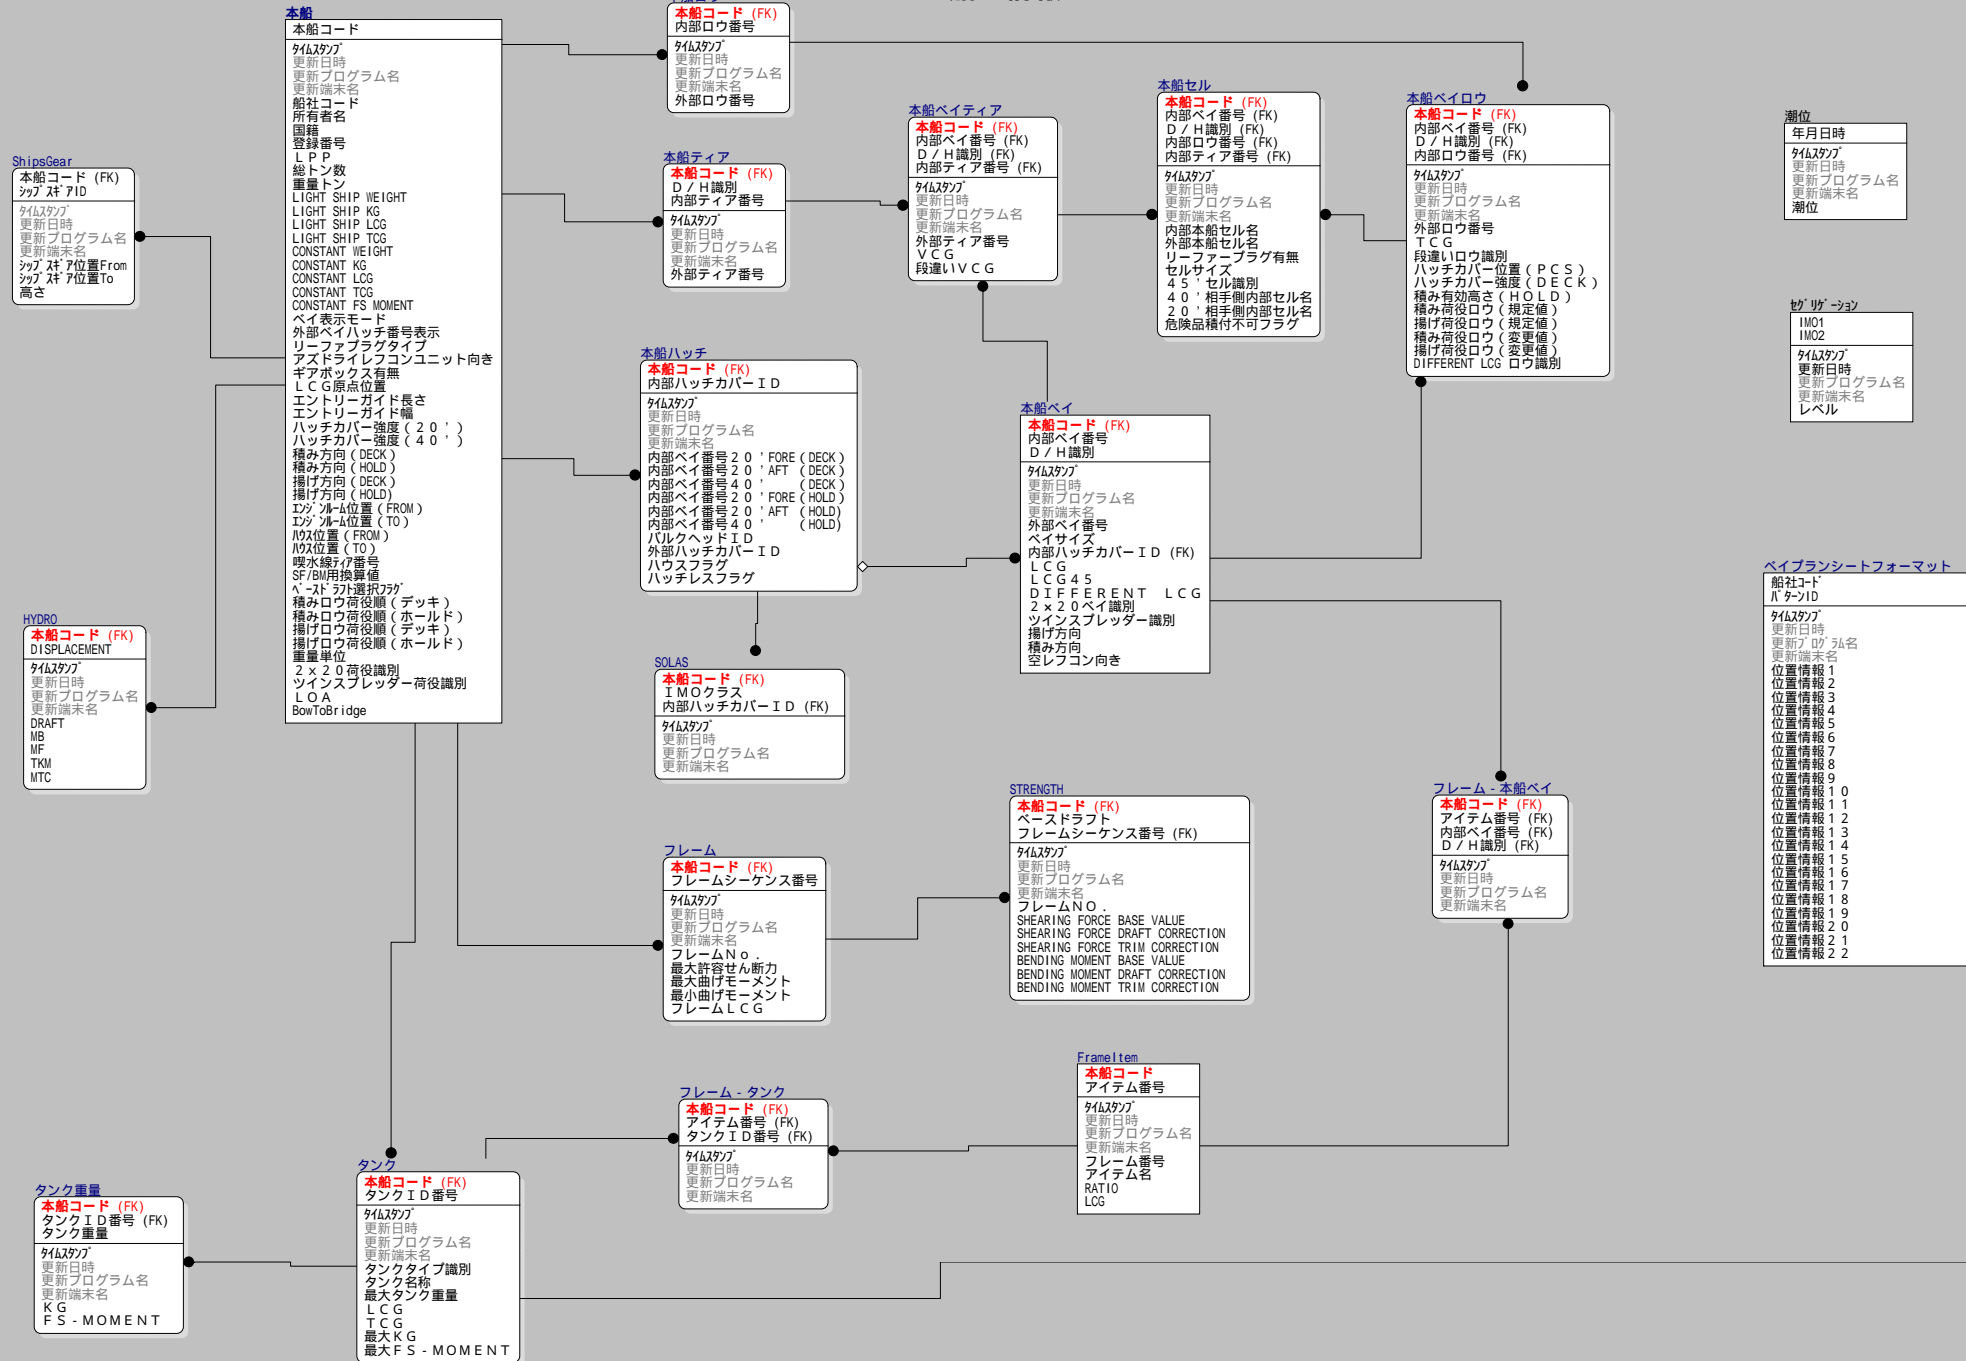 本船
本船コード
タイムスタンプ
更新日時
更新プログラム名
更新端末名
船社コード
所有者名
国籍
登録番号
ＬＰＰ
総トン数
重量トン
LIGHT SHIP WEIGHT
LIGHT SHIP KG
LIGHT SHIP LCG
LIGHT SHIP TCG
CONSTANT WEIGHT
CONSTANT KG
CONSTANT LCG
CONSTANT TCG
CONSTANT FS MOMENT
ベイ表示モード
外部ベイハッチ番号表示
リーファプラグタイプ
アズドライレフコンユニット向き
ギアボックス有無
ＬＣＧ原点位置
エントリーガイド長さ
エントリーガイド幅
ハッチカバー強度(２０')
ハッチカバー強度(４０')
積み方向(DECK)
積み方向(HOLD)
揚げ方向(DECK)
揚げ方向(HOLD)
ｴﾝｼﾞﾝﾙｰﾑ位置(FROM)
ｴﾝｼﾞﾝﾙｰﾑ位置(TO)
ﾊｳｽ位置(FROM)
ﾊｳｽ位置(TO)
喫水線ﾃｨｱ番号
SF/BM用換算値
ﾍﾞｰｽﾄﾞﾗﾌﾄ選択ﾌﾗｸﾞ
積みロウ荷役順(デッキ)
積みロウ荷役順(ホールド)
揚げロウ荷役順(デッキ)
揚げロウ荷役順(ホールド)
重量単位
２ｘ２０荷役識別
ツインスプレッダー荷役識別
ＬＯＡ
BowToBridge
ShipsGear
本船コード (FK)
ｼｯﾌﾟｽｷﾞｱID
ﾀｲﾑｽﾀﾝﾌﾟ
更新日時
更新プログラム名
更新端末名
ｼｯﾌﾟｽｷﾞｱ位置From
ｼｯﾌﾟｽｷﾞｱ位置To
高さ
HYDRO
本船コード (FK)
DISPLACEMENT
ﾀｲﾑｽﾀﾝﾌﾟ
更新日時
更新プログラム名
更新端末名
DRAFT
MB
MF
TKM
MTC
本船コード (FK)
内部ロウ番号
ﾀｲﾑｽﾀﾝﾌﾟ
更新日時
更新プログラム名
更新端末名
外部ロウ番号
本船ティア
本船コード (FK)
Ｄ/Ｈ識別
内部ティア番号
ﾀｲﾑｽﾀﾝﾌﾟ
更新日時
更新プログラム名
更新端末名
外部ティア番号
本船ハッチ
本船コード (FK)
内部ハッチカバーＩＤ
ﾀｲﾑｽﾀﾝﾌﾟ
更新日時
更新プログラム名
更新端末名
内部ベイ番号２０'FORE(DECK)
内部ベイ番号２０'AFT (DECK)
内部ベイ番号４０' (DECK)
内部ベイ番号２０'FORE(HOLD)
内部ベイ番号２０'AFT (HOLD)
内部ベイ番号４０' (HOLD)
バルクヘッドＩＤ
外部ハッチカバーＩＤ
ハウスフラグ
ハッチレスフラグ
SOLAS
本船コード (FK)
ＩＭＯクラス
内部ハッチカバーＩＤ (FK)
ﾀｲﾑｽﾀﾝﾌﾟ
更新日時
更新プログラム名
更新端末名
本船ベイティア
本船コード (FK)
内部ベイ番号 (FK)
Ｄ/Ｈ識別 (FK)
内部ティア番号 (FK)
ﾀｲﾑｽﾀﾝﾌﾟ
更新日時
更新プログラム名
更新端末名
外部ティア番号
ＶＣＧ
段違いＶＣＧ
本船セル
本船コード (FK)
内部ベイ番号 (FK)
Ｄ/Ｈ識別 (FK)
内部ロウ番号 (FK)
内部ティア番号 (FK)
ﾀｲﾑｽﾀﾝﾌﾟ
更新日時
更新プログラム名
更新端末名
内部本船セル名
外部本船セル名
リーファープラグ有無
セルサイズ
４５'セル識別
４０'相手側内部セル名
２０'相手側内部セル名
危険品積付不可フラグ
本船ベイロウ
本船コード (FK)
内部ベイ番号 (FK)
Ｄ/Ｈ識別 (FK)
内部ロウ番号 (FK)
ﾀｲﾑｽﾀﾝﾌﾟ
更新日時
更新プログラム名
更新端末名
外部ロウ番号
ＴＣＧ
段違いロウ識別
ハッチカバー位置(ＰＣＳ)
ハッチカバー強度(ＤＥＣＫ)
積み有効高さ(ＨＯＬＤ)
積み荷役ロウ(規定値)
揚げ荷役ロウ(規定値)
積み荷役ロウ(変更値)
揚げ荷役ロウ(変更値)
DIFFERENT LCG ロウ識別
本船ベイ
本船コード (FK)
内部ベイ番号
Ｄ/Ｈ識別
ﾀｲﾑｽﾀﾝﾌﾟ
更新日時
更新プログラム名
更新端末名
外部ベイ番号
ベイサイズ
内部ハッチカバーＩＤ (FK)
ＬＣＧ
ＬＣＧ４５
ＤＩＦＦＥＲＥＮＴ　ＬＣＧ
２×２０ベイ識別
ツインスプレッダー識別
揚げ方向
積み方向
空レフコン向き
潮位
年月日時
ﾀｲﾑｽﾀﾝﾌﾟ
更新日時
更新プログラム名
更新端末名
潮位
ｾｸﾞﾘｹﾞｰｼｮﾝ
IMO1
IMO2
ﾀｲﾑｽﾀﾝﾌﾟ
更新日時
更新プログラム名
更新端末名
レベル
ベイプランシートフォーマット
船社ｺｰﾄﾞ
ﾊﾟﾀｰﾝID
ﾀｲﾑｽﾀﾝﾌﾟ
更新日時
更新ﾌﾟﾛｸﾞﾗﾑ名
更新端末名
位置情報１
位置情報２
位置情報３
位置情報４
位置情報５
位置情報６
位置情報７
位置情報８
位置情報９
位置情報１０
位置情報１１
位置情報１２
位置情報１３
位置情報１４
位置情報１５
位置情報１６
位置情報１７
位置情報１８
位置情報１９
位置情報２０
位置情報２１
位置情報２２
STRENGTH
本船コード (FK)
ベースドラフト
フレームシーケンス番号 (FK)
ﾀｲﾑｽﾀﾝﾌﾟ
更新日時
更新プログラム名
更新端末名
フレームＮＯ.
SHEARING FORCE BASE VALUE
SHEARING FORCE DRAFT CORRECTION
SHEARING FORCE TRIM CORRECTION
BENDING MOMENT BASE VALUE
BENDING MOMENT DRAFT CORRECTION
BENDING MOMENT TRIM CORRECTION
フレーム - 本船ベイ
本船コード (FK)
アイテム番号 (FK)
内部ベイ番号 (FK)
Ｄ/Ｈ識別 (FK)
ﾀｲﾑｽﾀﾝﾌﾟ
更新日時
更新プログラム名
更新端末名
フレーム
本船コード (FK)
フレームシーケンス番号
ﾀｲﾑｽﾀﾝﾌﾟ
更新日時
更新プログラム名
更新端末名
フレームＮｏ.
最大許容せん断力
最大曲げモーメント
最小曲げモーメント
フレームＬＣＧ
FrameItem
本船コード
アイテム番号
ﾀｲﾑｽﾀﾝﾌﾟ
更新日時
更新プログラム名
更新端末名
フレーム番号
アイテム名
RATIO
LCG
フレーム - タンク
本船コード (FK)
アイテム番号 (FK)
タンクＩＤ番号 (FK)
ﾀｲﾑｽﾀﾝﾌﾟ
更新日時
更新プログラム名
更新端末名
タンク
本船コード (FK)
タンクＩＤ番号
ﾀｲﾑｽﾀﾝﾌﾟ
更新日時
更新プログラム名
更新端末名
タンクタイプ識別
タンク名称
最大タンク重量
ＬＣＧ
ＴＣＧ
最大ＫＧ
最大ＦＳ-ＭＯＭＥＮＴ
タンク重量
本船コード (FK)
タンクＩＤ番号 (FK)
タンク重量
ﾀｲﾑｽﾀﾝﾌﾟ
更新日時
更新プログラム名
更新端末名
ＫＧ
ＦＳ-ＭＯＭＥＮＴ